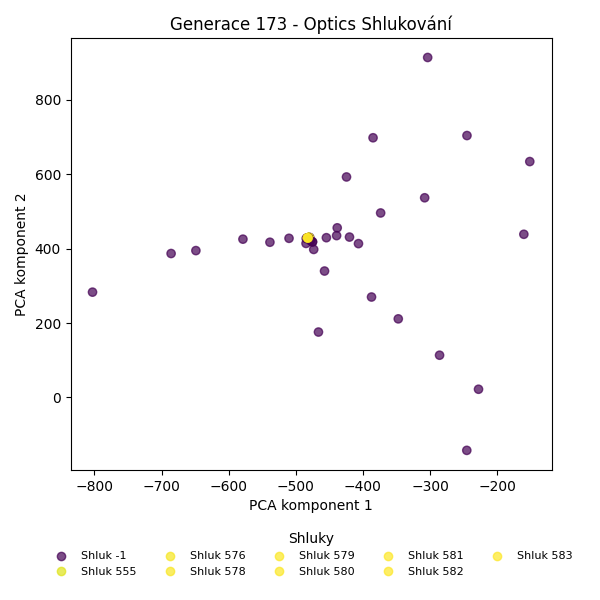 Generace 173 - Optics Shlukování
PCA komponent 2
800
600
400
200
0
−800 −700 −600 −500 −400 −300 −200
PCA komponent 1
Shluky
Shluk -1 Shluk 576 Shluk 579 Shluk 581 Shluk 583
Shluk 555 Shluk 578 Shluk 580 Shluk 582